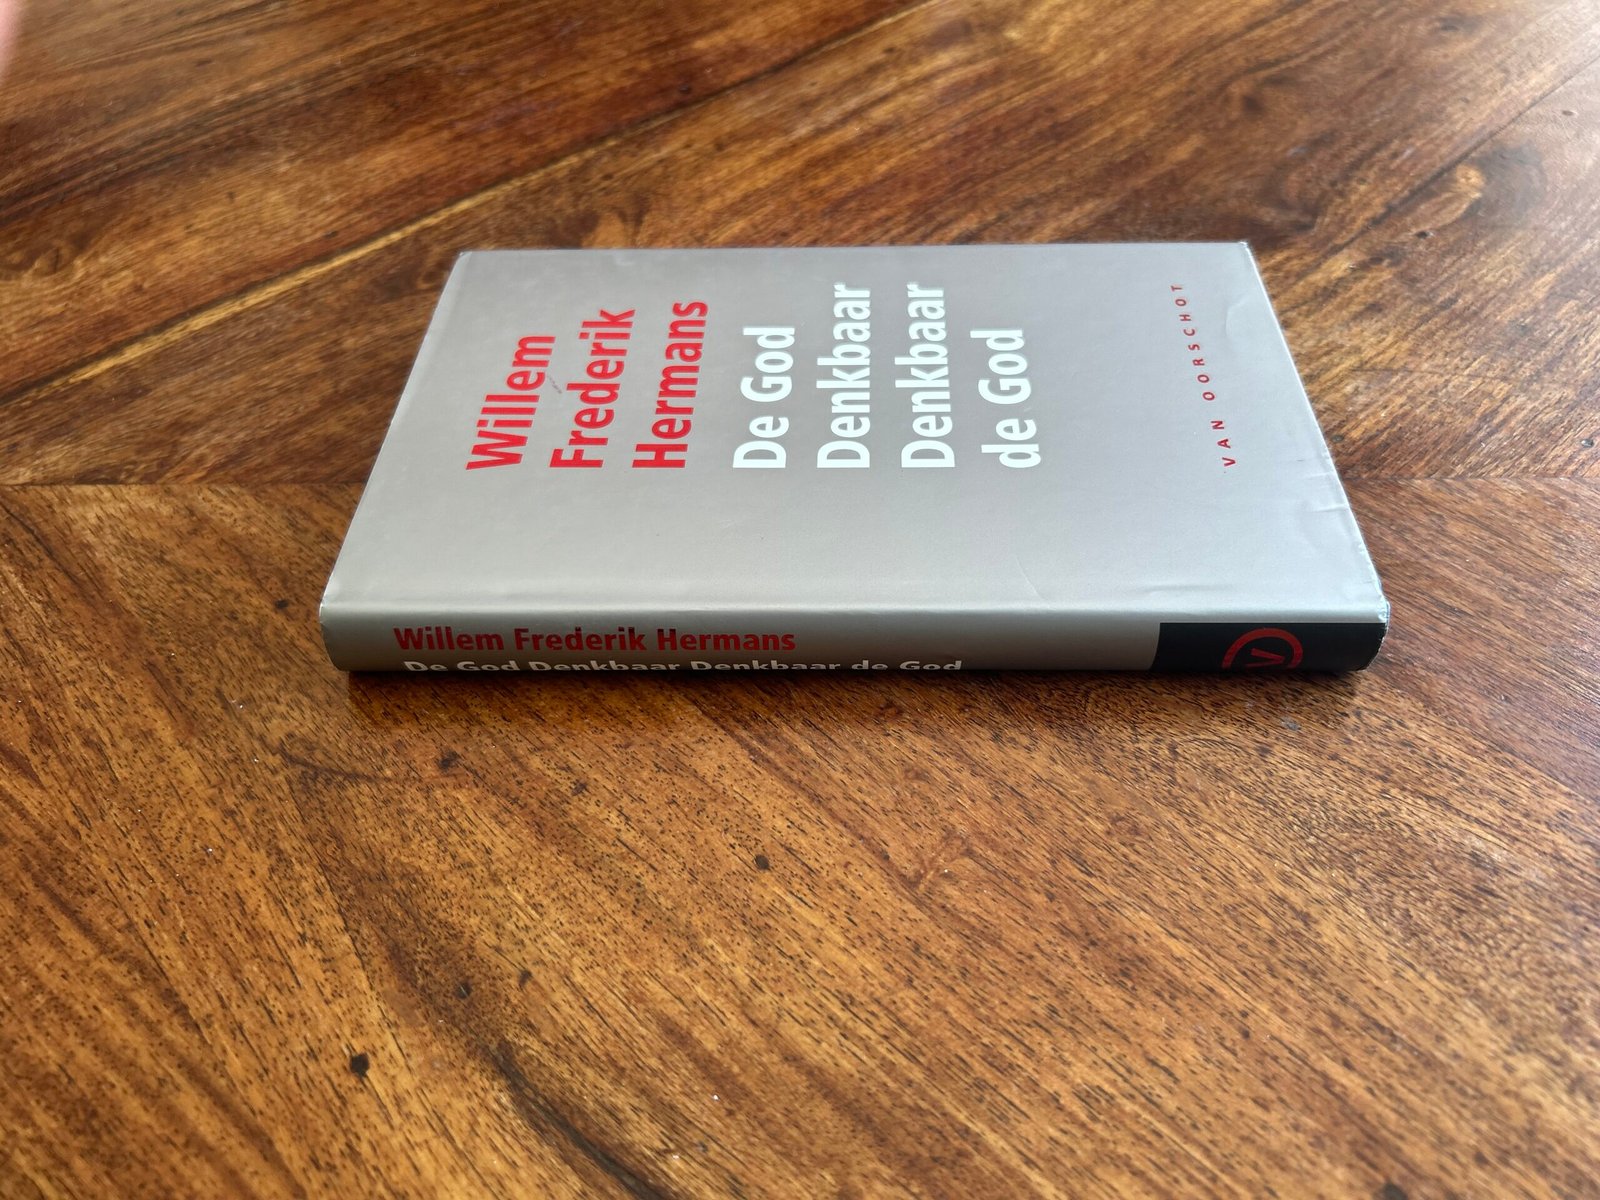 Willem
Frederik
Hermans
De God
Denkbaar
Denkbaar
de God
VAN OORSCHOT
Willem Frederik Hermans
De God Denkbaar Denkbaar de God
V